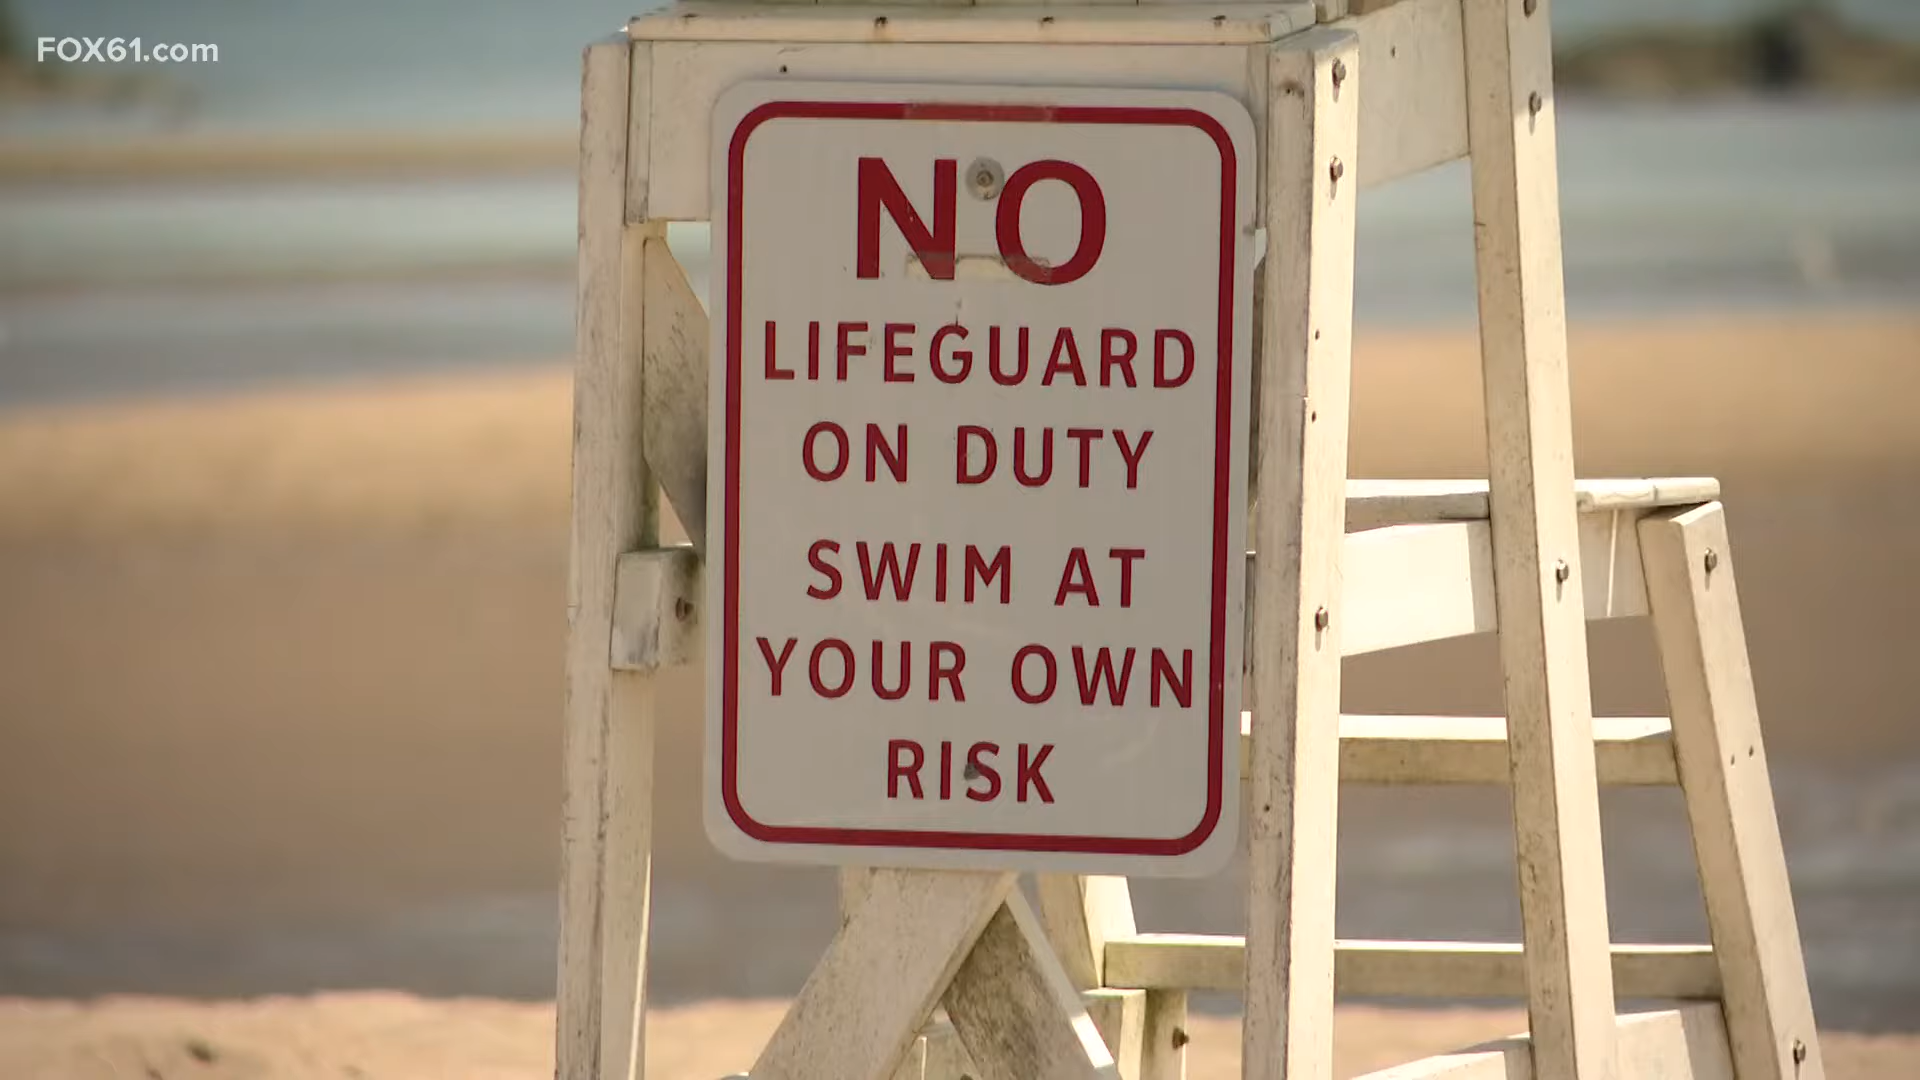 FOX61.com
NO
LIFEGUARD
ON DUTY
SWIM AT
YOUR OWN
RISK